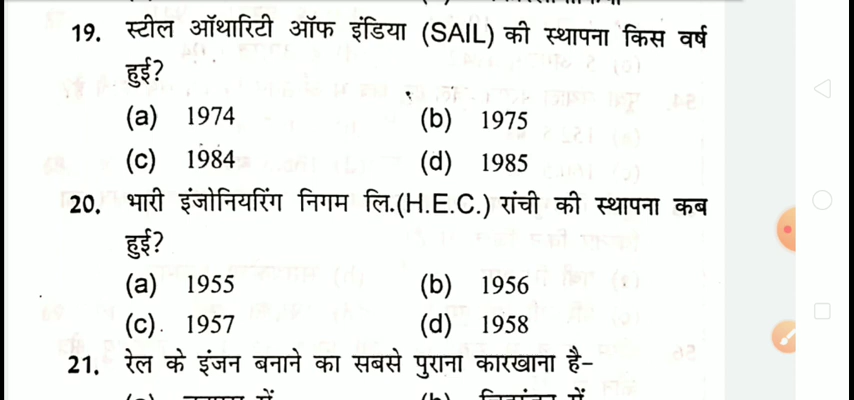 19. स्टील ऑथारिटी ऑफ इंडिया (SAIL) की स्थापना किस वर्ष
हुई?
(a) 1974 (b) 1975
(c) 1984 (d) 1985
20. भारी इंजोनियरिंग निगम लि.(H.E.C.) रांची की स्थापना कब
हुई?
(a) 1955 (b) 1956
(c). 1957 (d) 1958
21. रेल के इंजन बनाने का सबसे पुराना कारखाना है–